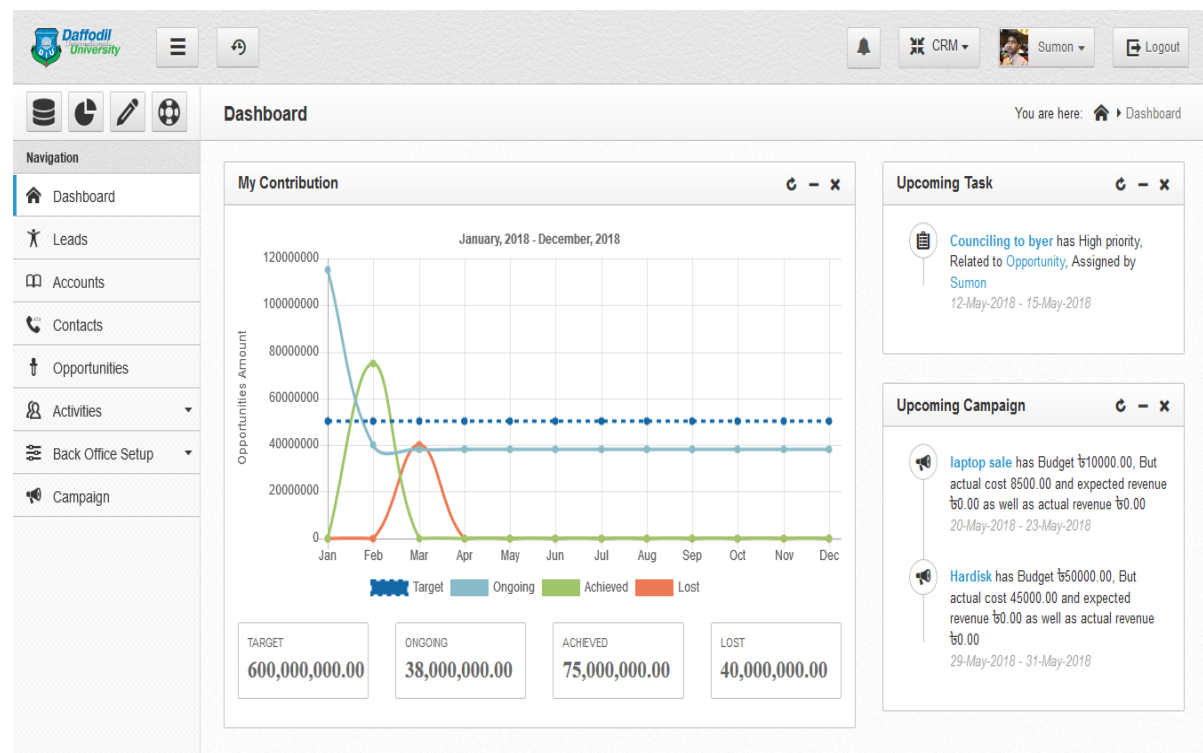 Daffodil
International
University
CRM
Sumon
Logout
Dashboard
You are here: Dashboard
Navigation
Dashboard
Leads
Accounts
Contacts
Opportunities
Activities
Back Office Setup
Campaign
My Contribution
January, 2018 - December, 2018
Opportunities Amount
120000000
100000000
80000000
60000000
40000000
20000000
0
Jan Feb Mar Apr May Jun Jul Aug Sep Oct Nov Dec
Target Ongoing Achieved Lost
TARGET
600,000,000.00
ONGOING
38,000,000.00
ACHIEVED
75,000,000.00
LOST
40,000,000.00
Upcoming Task
Counciling to byer has High priority,
Related to Opportunity, Assigned by
Sumon
12-May-2018 - 15-May-2018
Upcoming Campaign
laptop sale has Budget ৳10000.00, But
actual cost 8500.00 and expected revenue
৳0.00 as well as actual revenue ৳0.00
20-May-2018 - 23-May-2018
Hardisk has Budget ৳50000.00, But
actual cost 45000.00 and expected
revenue ৳0.00 as well as actual revenue
৳0.00
29-May-2018 - 31-May-2018